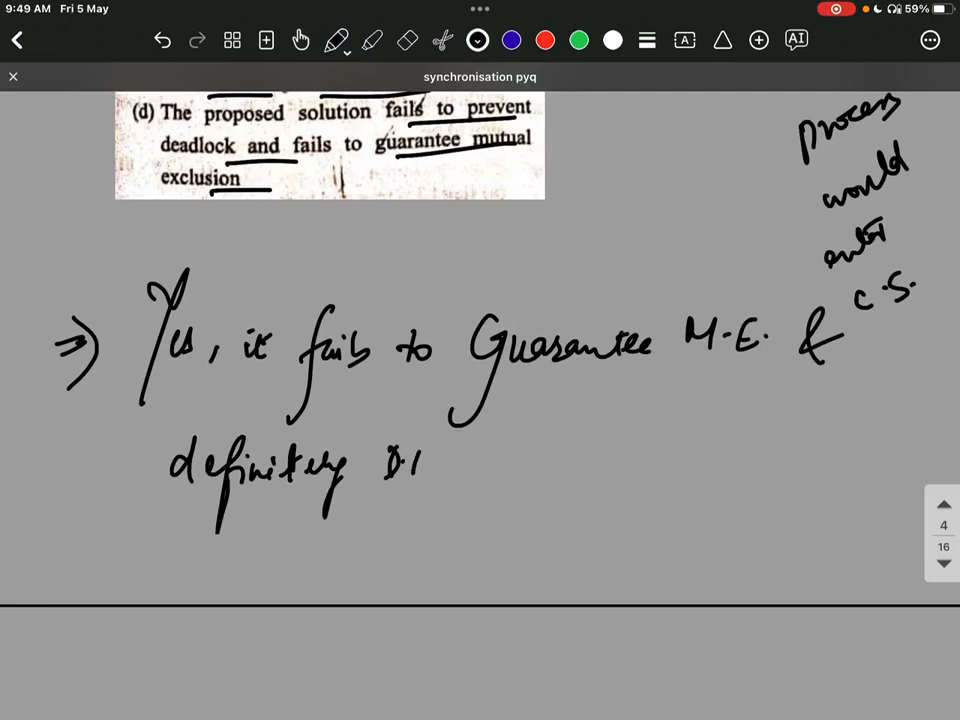 9:49 AM Fri 5 May
59%
synchronisation pyq
(d) The proposed solution fails to prevent
deadlock and fails to guarantee mutual
exclusion
process
would
enter
C.S.
⇒) Yes, it fails to Guarantee M.E. &
definitely D.
4
16